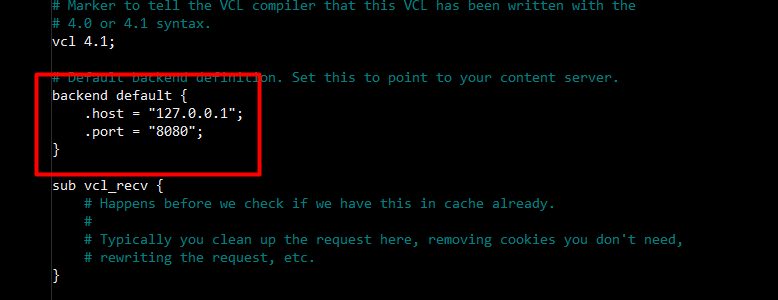 # Marker to tell the VCL compiler that this VCL has been written with the
# 4.0 or 4.1 syntax.
vcl 4.1;
# Default backend definition. Set this to point to your content server.
backend default {
.host = "127.0.0.1";
.port = "8080";
}
sub vcl_recv {
# Happens before we check if we have this in cache already.
#
# Typically you clean up the request here, removing cookies you don't need,
# rewriting the request, etc.
}